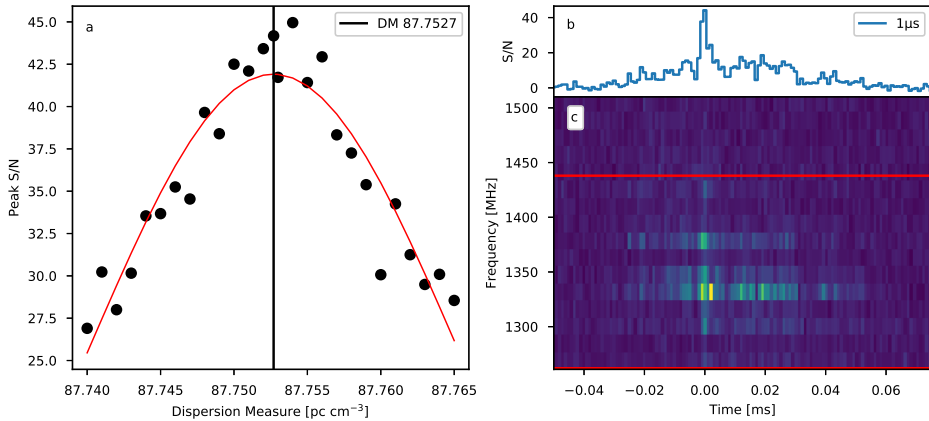 a
DM 87.7527
45.0
42.5
40.0
37.5
35.0
32.5
30.0
27.5
25.0
Peak S/N
87.740 87.745 87.750 87.755 87.760 87.765
Dispersion Measure [pc cm⁻³]
b
1μs
40
20
0
S/N
c
1500
1450
1400
1350
1300
Frequency [MHz]
−0.04 −0.02 0.00 0.02 0.04 0.06
Time [ms]